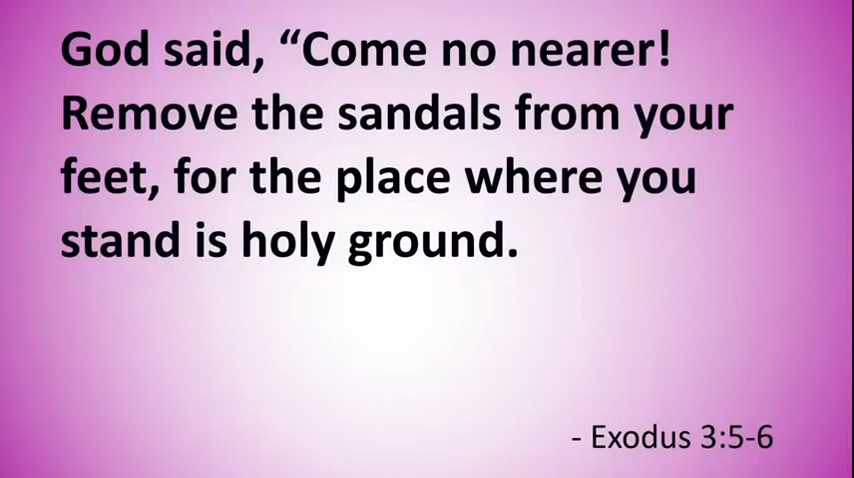 God said, “Come no nearer!
Remove the sandals from your
feet, for the place where you
stand is holy ground.
- Exodus 3:5-6